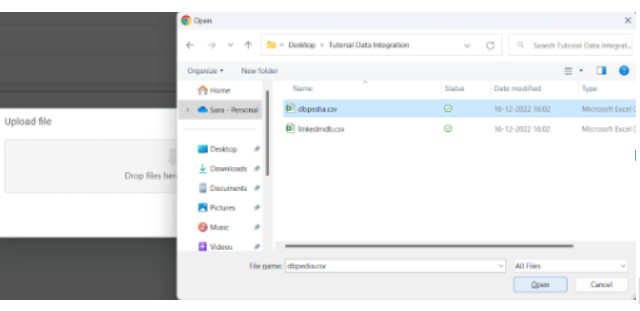 Open
Desktop > Tutorial Data Integration
Search Tutorial Data Integrat...
Organize
New folder
Home
Name
Status
Date modified
Type
Sara - Personal
dbpedia.csv
16-12-2022 16:02
Microsoft Excel C
linkedmdb.csv
16-12-2022 16:02
Microsoft Excel C
Upload file
Desktop
Downloads
Drop files her
Documents
Pictures
Music
Videos
File name:
dbpedia.csv
All Files
Open
Cancel